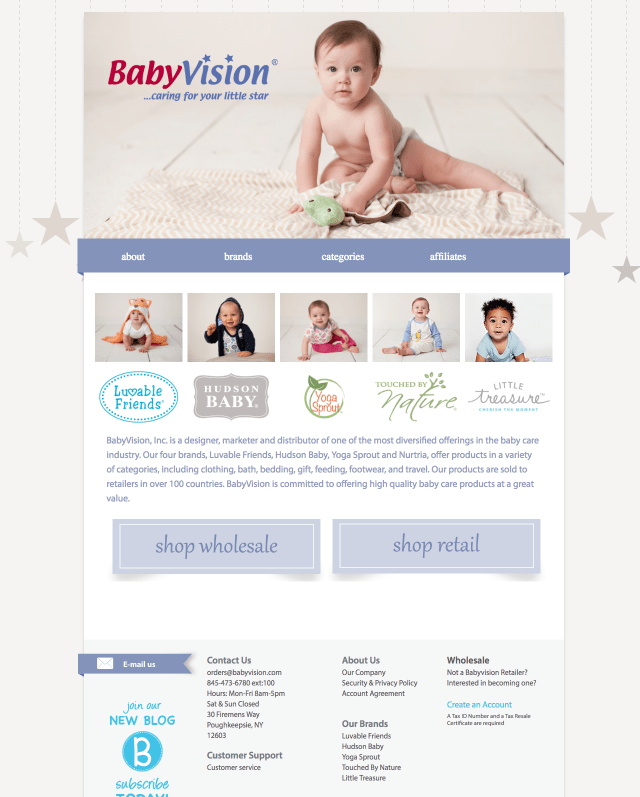 BabyVision®
...caring for your little star
about brands categories affiliates
Luvable Friends®
HUDSON BABY.
Yoga Sprout
TOUCHED BY Nature
LITTLE treasure
CHERISH THE MOMENT
BabyVision, Inc. is a designer, marketer and distributor of one of the most diversified offerings in the baby care
industry. Our four brands, Luvable Friends, Hudson Baby, Yoga Sprout and Nurtria, offer products in a variety
of categories, including clothing, bath, bedding, gift, feeding, footwear, and travel. Our products are sold to
retailers in over 100 countries. BabyVision is committed to offering high quality baby care products at a great
value.
shop wholesale
shop retail
E-mail us
join our
NEW BLOG
B
subscribe
TODAY!
Contact Us
orders@babyvision.com
845-473-6780 ext:100
Hours: Mon-Fri 8am-5pm
Sat & Sun Closed
30 Firemens Way
Poughkeepsie, NY
12603
Customer Support
Customer service
About Us
Our Company
Security & Privacy Policy
Account Agreement
Our Brands
Luvable Friends
Hudson Baby
Yoga Sprout
Touched By Nature
Little Treasure
Wholesale
Not a Babyvision Retailer?
Interested in becoming one?
Create an Account
A Tax ID Number and a Tax Resale
Certificate are required